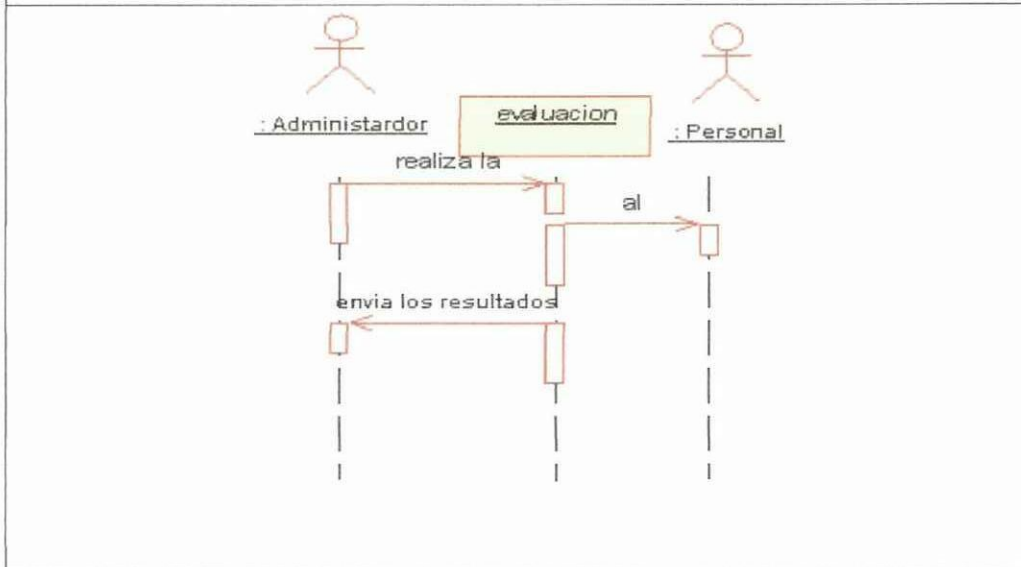 : Administardor
evaluacion
: Personal
realiza la
al
envia los resultados